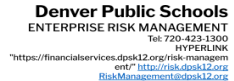 Denver Public Schools
ENTERPRISE RISK MANAGEMENT
Tel: 720-423-1300
HYPERLINK
"https://financialservices.dpsk12.org/risk-managem
ent/" http://risk.dpsk12.org
RiskManagement@dpsk12.org